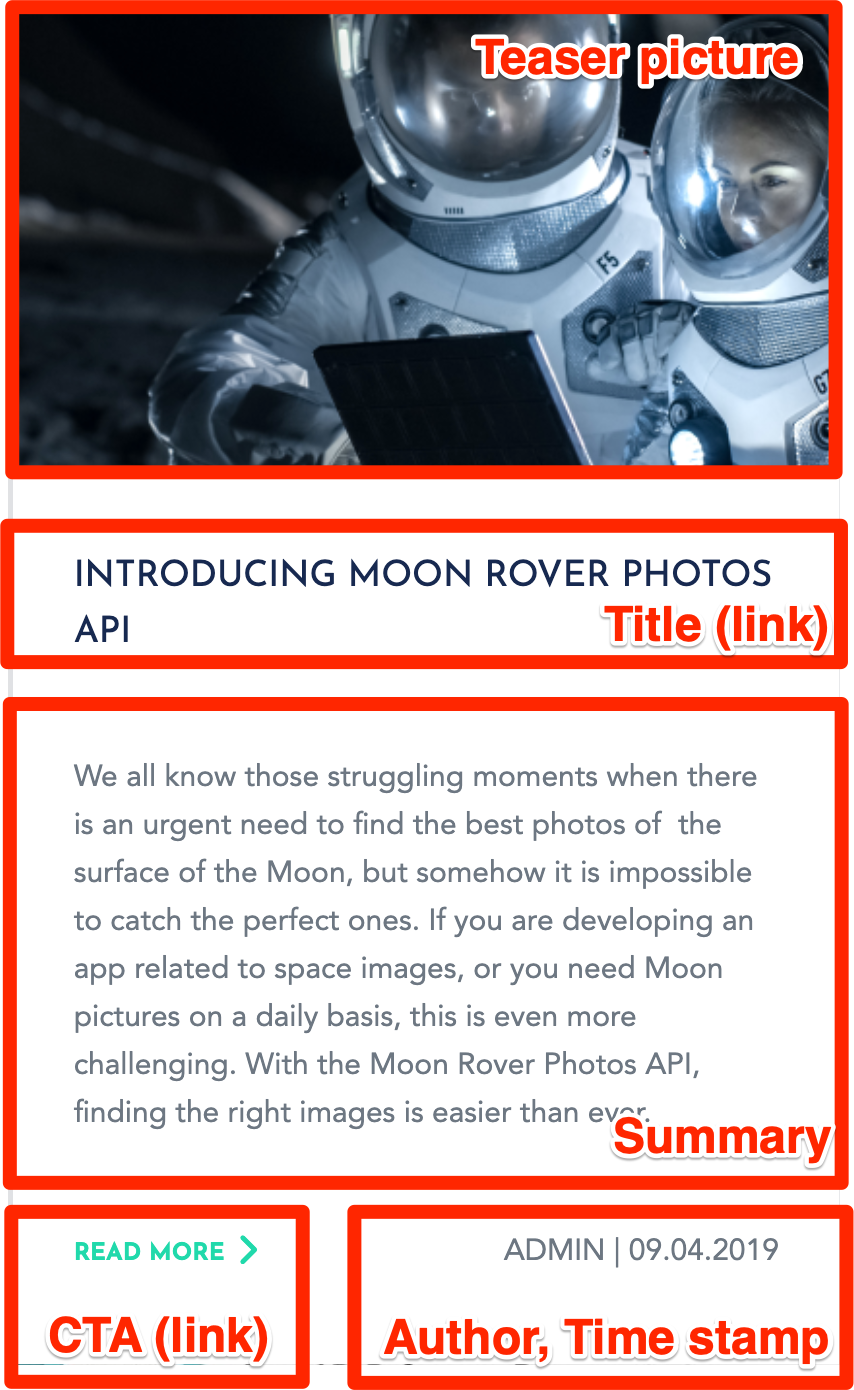 Teaser picture
F5
INTRODUCING MOON ROVER PHOTOS
API
Title (link)
We all know those struggling moments when there
is an urgent need to find the best photos of  the
surface of the Moon, but somehow it is impossible
to catch the perfect ones. If you are developing an
app related to space images, or you need Moon
pictures on a daily basis, this is even more
challenging. With the Moon Rover Photos API,
finding the right images is easier than ever.
Summary
READ MORE
ADMIN | 09.04.2019
CTA (link)
Author, Time stamp